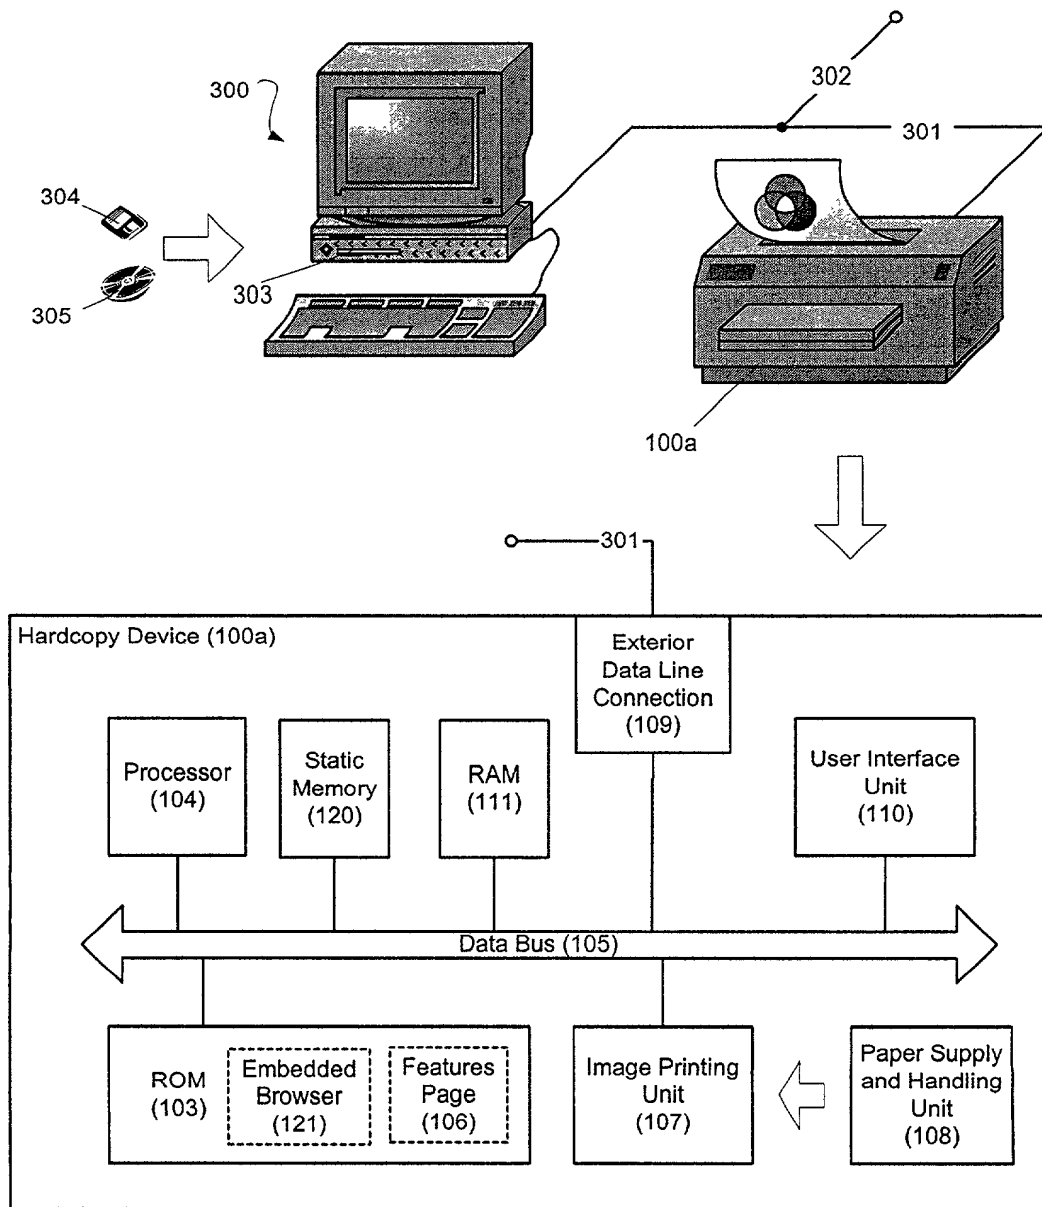 302
300
301
304
303
305
100a
301
Hardcopy Device (100a)
Exterior
Data Line
Connection
(109)
Processor
(104)
Static
Memory
(120)
RAM
(111)
User Interface
Unit
(110)
Data Bus (105)
ROM
(103)
Embedded
Browser
(121)
Features
Page
(106)
Image Printing
Unit
(107)
Paper Supply
and Handling
Unit
(108)